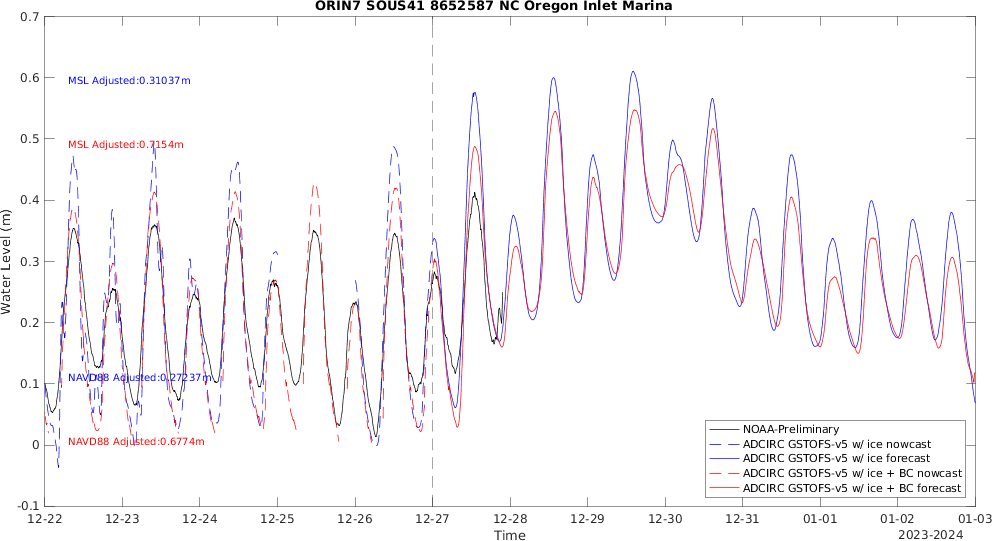 ORIN7 SOUS41 8652587 NC Oregon Inlet Marina
0.7
0.6
0.5
0.4
0.3
0.2
0.1
0
-0.1
Water Level (m)
MSL Adjusted:0.31037m
MSL Adjusted:0.7154m
NAVD88 Adjusted:0.27237m
NAVD88 Adjusted:0.6774m
NOAA-Preliminary
ADCIRC GSTOFS-v5 w/ ice nowcast
ADCIRC GSTOFS-v5 w/ ice forecast
ADCIRC GSTOFS-v5 w/ ice + BC nowcast
ADCIRC GSTOFS-v5 w/ ice + BC forecast
12-22 12-23 12-24 12-25 12-26 12-27 12-28 12-29 12-30 12-31 01-01 01-02 01-03
Time
2023-2024